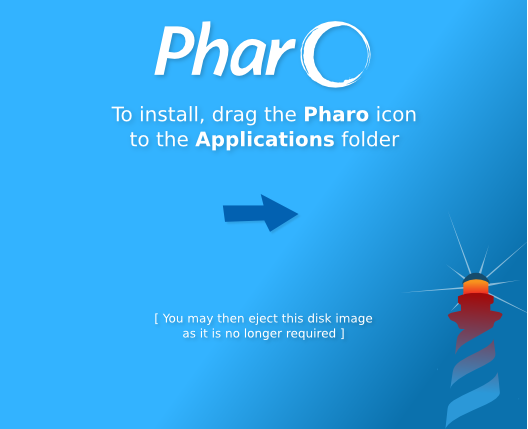 Pharo
To install, drag the Pharo icon
to the Applications folder
[ You may then eject this disk image
as it is no longer required ]